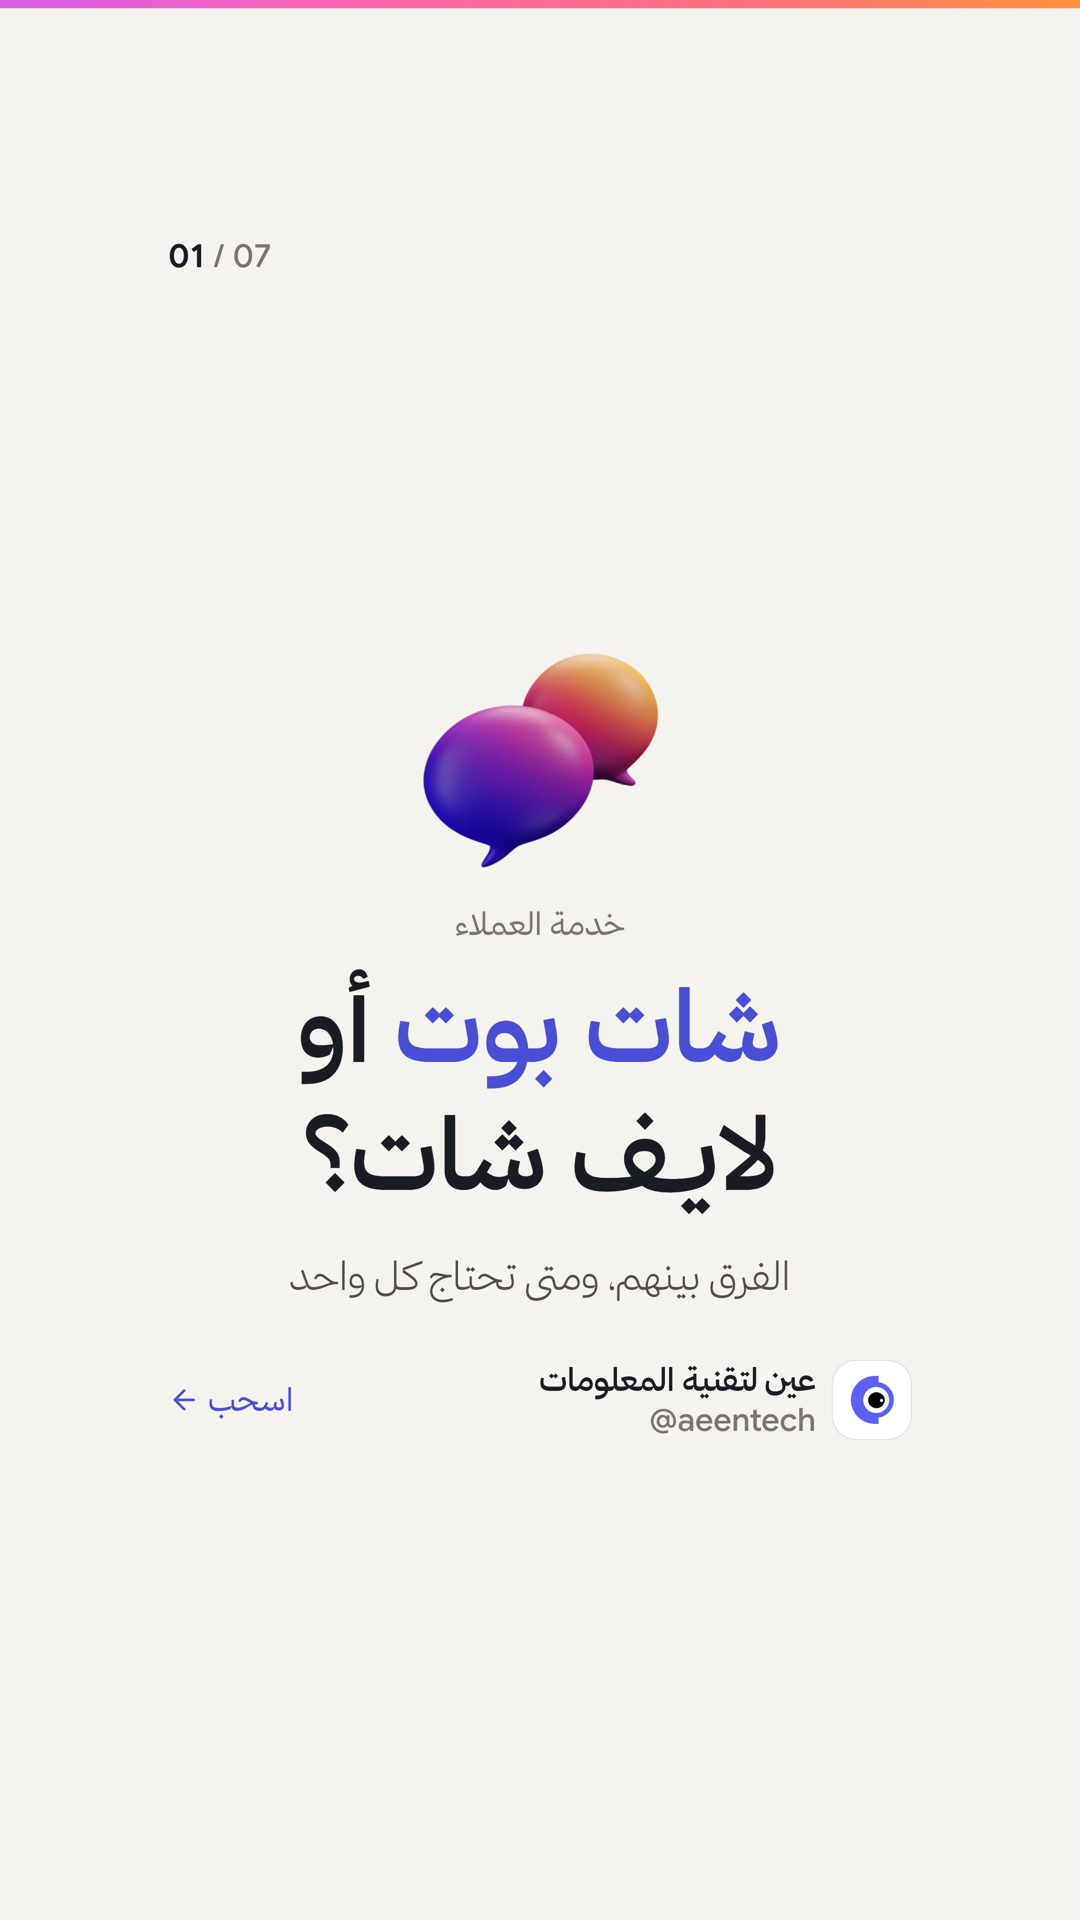 01 / 07
خدمة العملاء
شات بوت أو
لايف شات؟
الفرق بينهم، ومتى تحتاج كل واحد
عين لتقنية المعلومات
@aeentech
اسحب ←